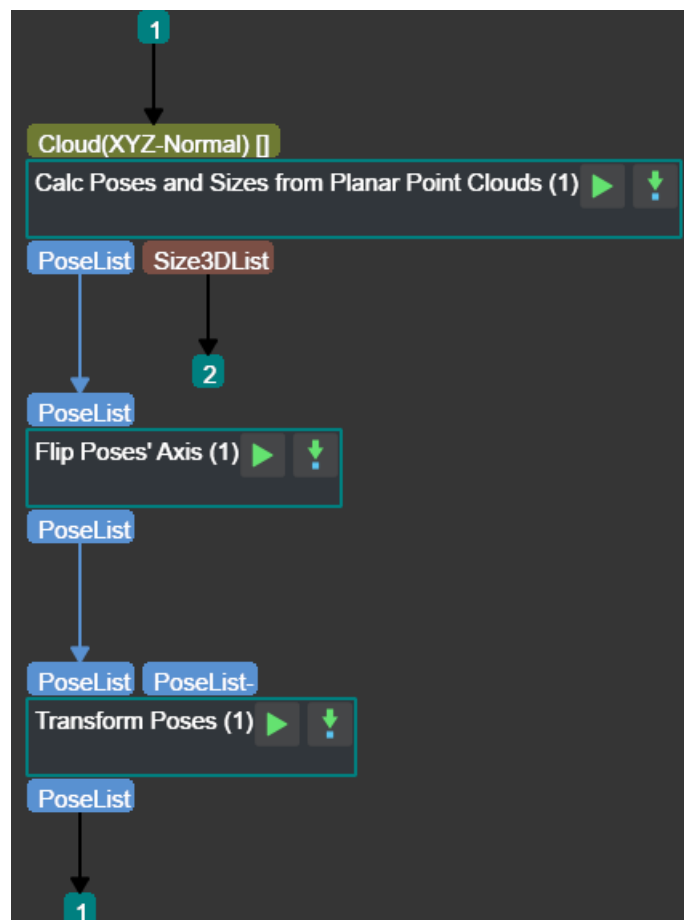 1
Cloud(XYZ-Normal) []
Calc Poses and Sizes from Planar Point Clouds (1)
PoseList Size3DList
2
PoseList
Flip Poses' Axis (1)
PoseList
PoseList PoseList-
Transform Poses (1)
PoseList
1